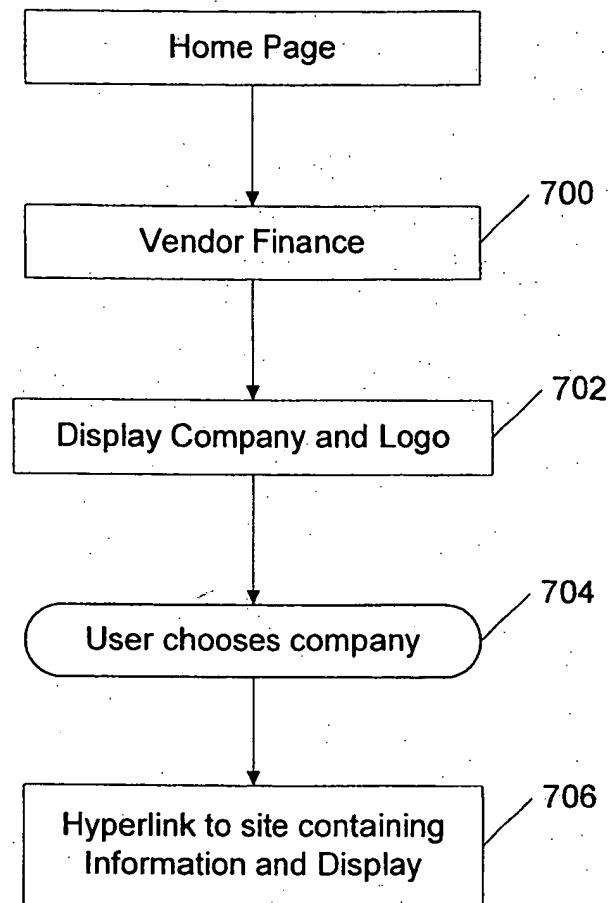 Home Page
700
Vendor Finance
702
Display Company and Logo
704
User chooses company
706
Hyperlink to site containing
Information and Display